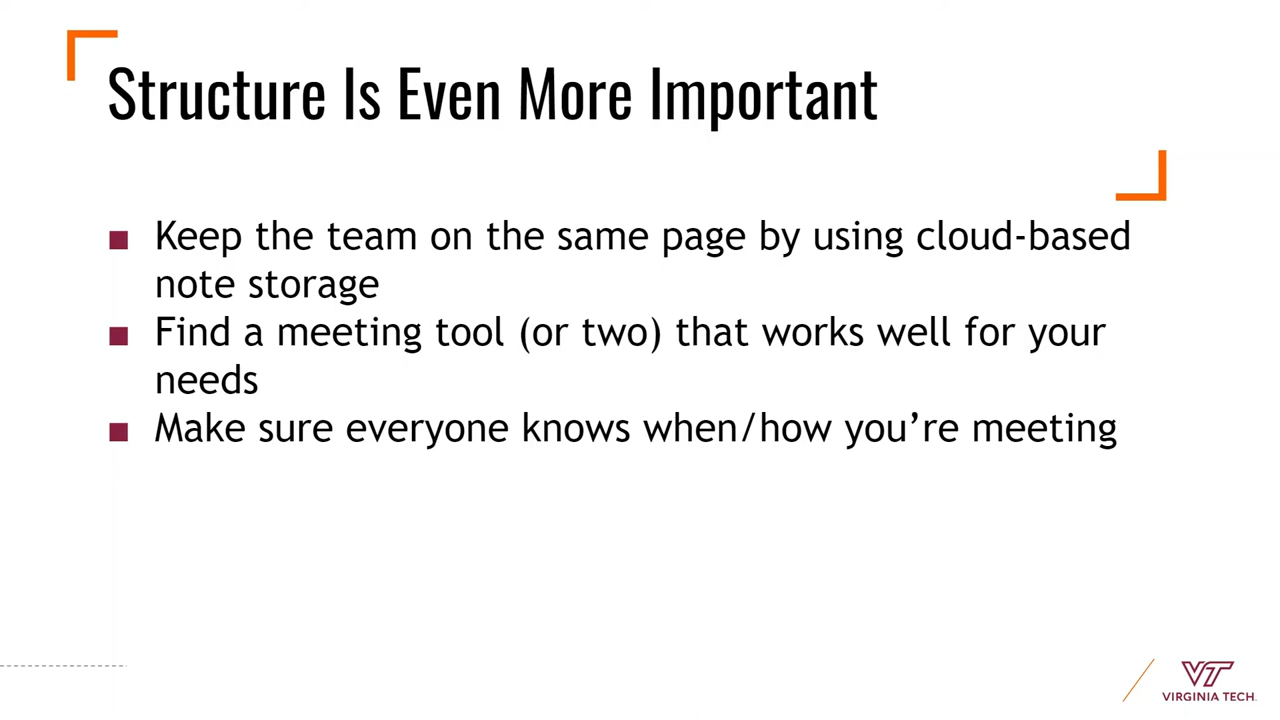 Structure Is Even More Important
■ Keep the team on the same page by using cloud-based
note storage
■ Find a meeting tool (or two) that works well for your
needs
■ Make sure everyone knows when/how you’re meeting
VT
VIRGINIA TECH.